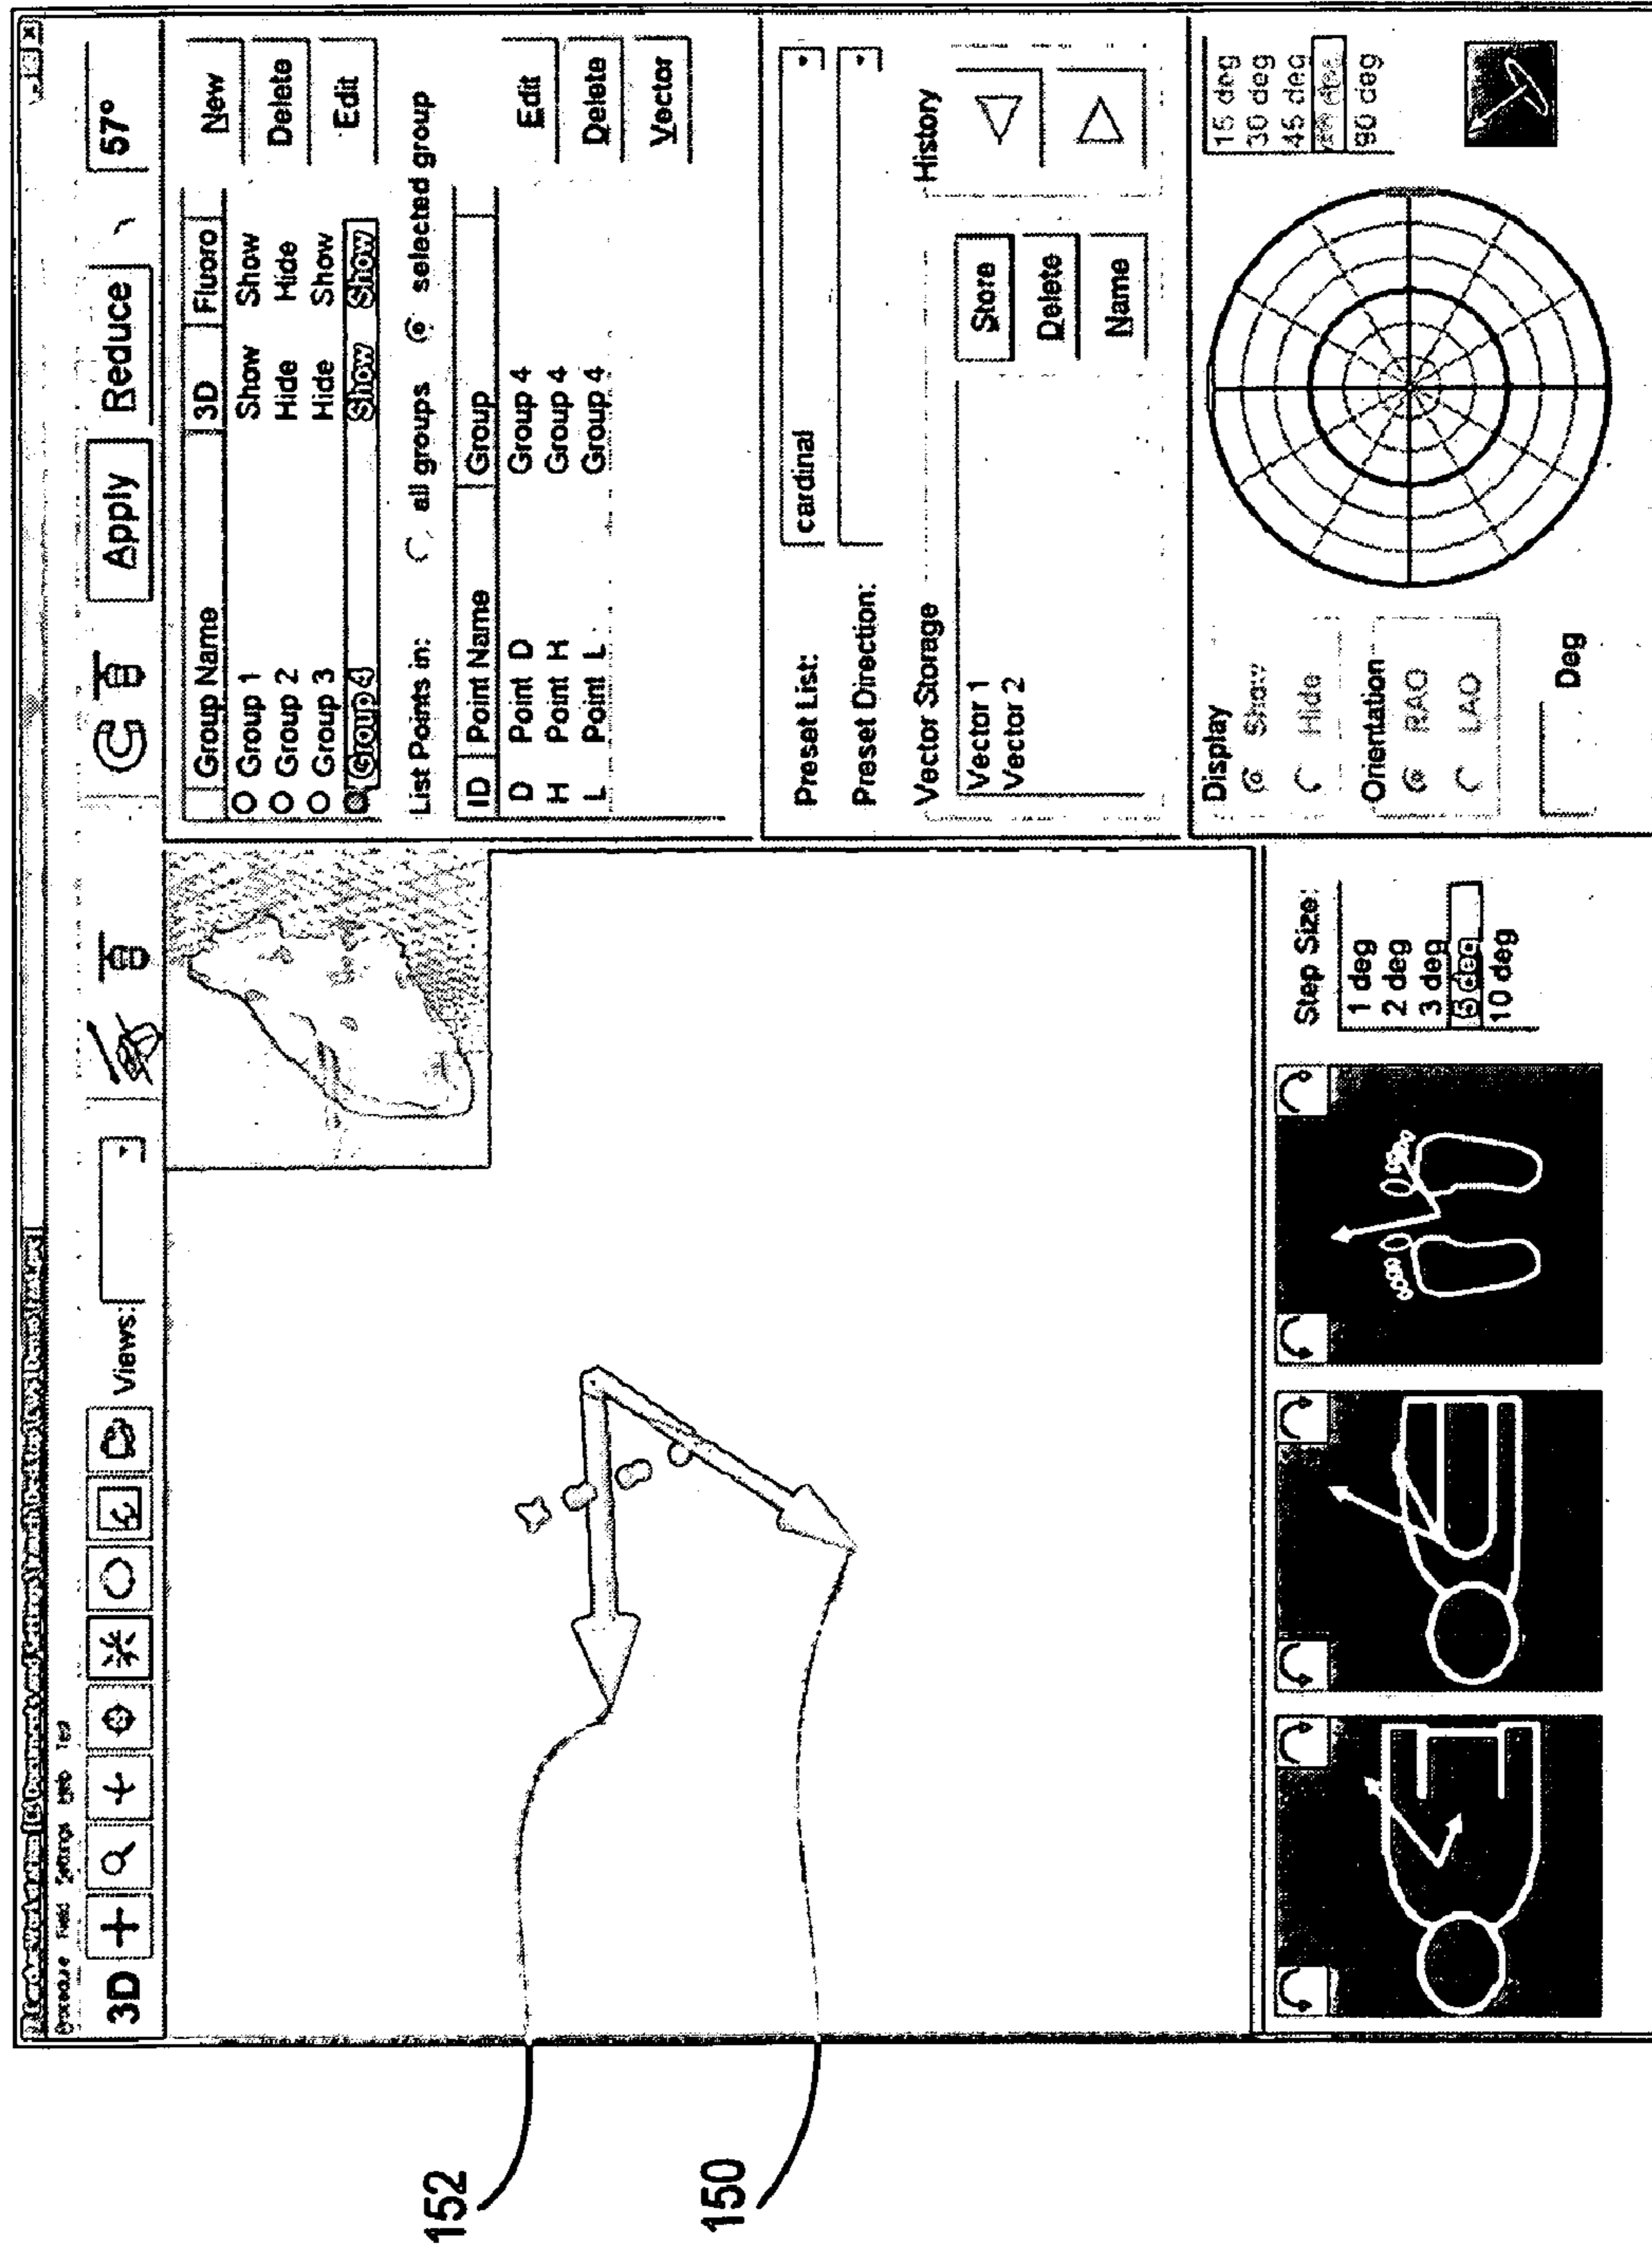 Procedure Field Settings Help Test
3D
Views:
Apply
Reduce
57°
Group Name 3D Fluoro
Group 1 Show Show
Group 2 Hide Hide
Group 3 Hide Show
Group 4 Show Show
New
Delete
Edit
List Points in: all groups selected group
ID Point Name Group
D Point D Group 4
H Point H Group 4
L Point L Group 4
Edit
Delete
Vector
Preset List: cardinal
Preset Direction:
Vector Storage
Vector 1
Vector 2
Store
Delete
Name
History
Display
Show
Hide
Orientation
RAO
LAO
Deg
15 deg
30 deg
45 deg
90 deg
Step Size:
1 deg
2 deg
3 deg
5 deg
10 deg
152
150